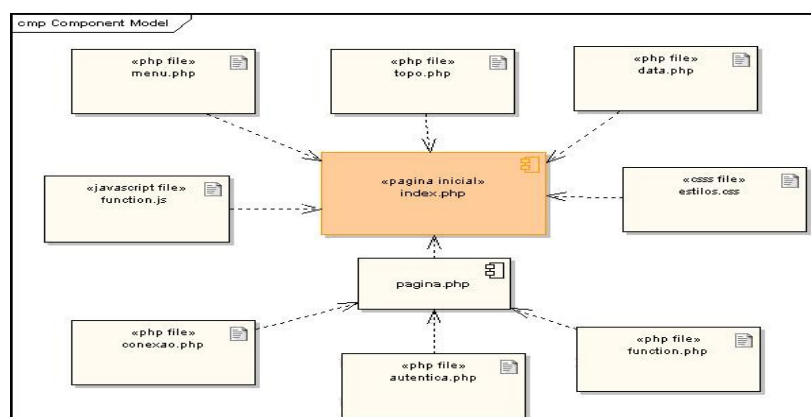 cmp Component Model
«php file»
menu.php
«php file»
topo.php
«php file»
data.php
«javascript file»
function.js
«pagina inicial»
index.php
«csss file»
estilos.css
pagina.php
«php file»
conexao.php
«php file»
autentica.php
«php file»
function.php